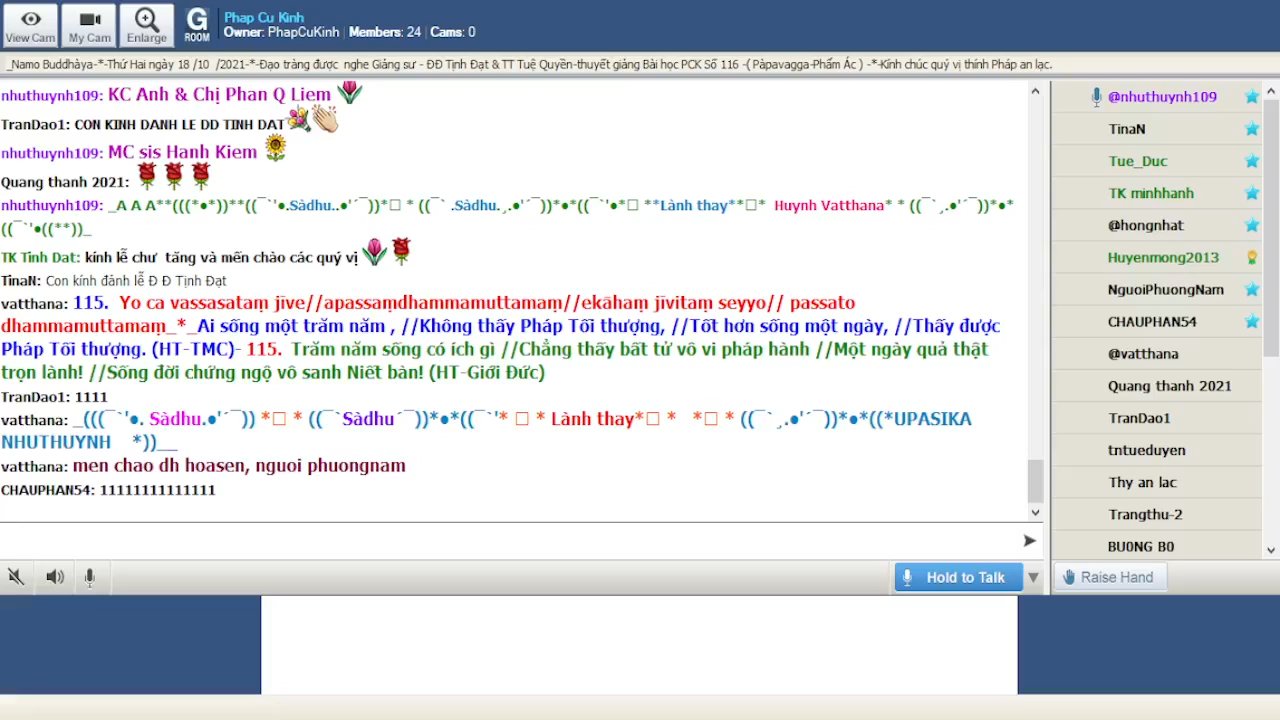 View Cam
My Cam
Enlarge
G ROOM
Phap Cu Kinh
Owner: PhapCuKinh | Members: 24 | Cams: 0
_Namo Buddhàya-*-Thứ Hai ngày 18 /10 /2021-*-Đạo tràng được nghe Giảng sư - ĐĐ Tịnh Đạt & TT Tuệ Quyền-thuyết giảng Bài học PCK Số 116 -( Pàpavagga-Phẩm Ác ) -*-Kính chúc quý vị thính Pháp an lạc.
nhuthuynh109: KC Anh & Chị Phan Q Liem
TranDao1: CON KINH DANH LE DD TINH DAT
nhuthuynh109: MC sis Hanh Kiem
Quang thanh 2021:
nhuthuynh109: _A A A**(((*•*))**((¯`'•.Sàdhu..•'´¯))*□ * ((¯` .Sàdhu.¸.•'´¯))*•*((¯`'•*□ **Lành thay**□* Huynh Vatthana* * ((¯`¸.•'´¯))*•*
((¯`'•((**))_
TK Tinh Dat: kính lễ chư tăng và mến chào các quý vị
TinaN: Con kính đảnh lễ Đ Đ Tịnh Đạt
vatthana: 115. Yo ca vassasataṃ jīve//apassaṃdhammamuttamaṃ//ekāhaṃ jīvitaṃ seyyo// passato
dhammamuttamaṃ_*_Ai sống một trăm năm , //Không thấy Pháp Tối thượng, //Tốt hơn sống một ngày, //Thấy được
Pháp Tối thượng. (HT-TMC)- 115. Trăm năm sống có ích gì //Chẳng thấy bất tử vô vi pháp hành //Một ngày quả thật
trọn lành! //Sống đời chứng ngộ vô sanh Niết bàn! (HT-Giới Đức)
TranDao1: 1111
vatthana: _(((¯`'•. Sàdhu.•'´¯)) *□ * ((¯`Sàdhu´¯))*•*((¯`'* □ * Lành thay*□ * *□ * ((¯`¸.•'´¯))*•*((*UPASIKA
NHUTHUYNH *))__
vatthana: men chao dh hoasen, nguoi phuongnam
CHAUPHAN54: 11111111111111
@nhuthuynh109
TinaN
Tue_Duc
TK minhhanh
@hongnhat
Huyenmong2013
NguoiPhuongNam
CHAUPHAN54
@vatthana
Quang thanh 2021
TranDao1
tntueduyen
Thy an lac
Trangthu-2
BU0NG B0
Hold to Talk
Raise Hand